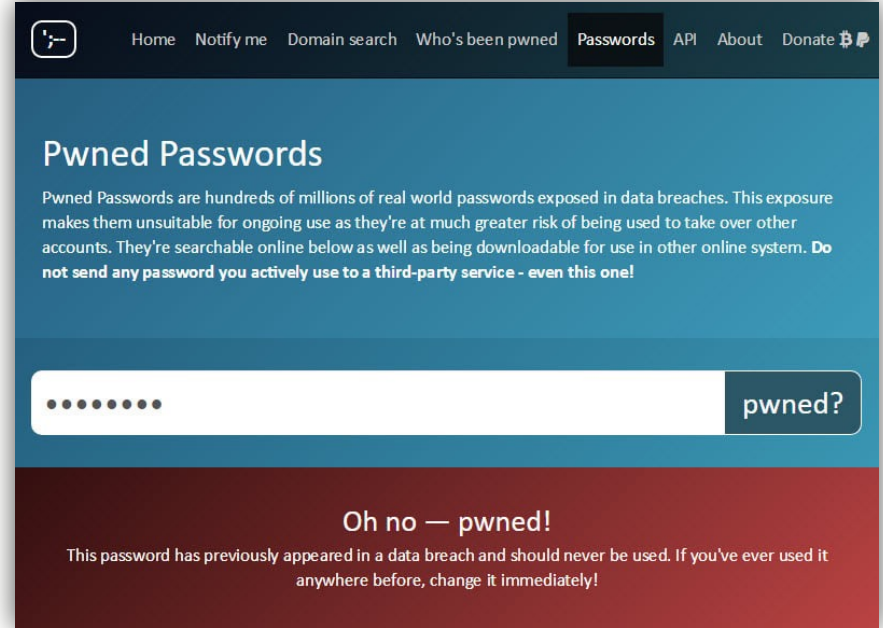 ';--
Home Notify me Domain search Who's been pwned Passwords API About Donate
Pwned Passwords
Pwned Passwords are hundreds of millions of real world passwords exposed in data breaches. This exposure
makes them unsuitable for ongoing use as they're at much greater risk of being used to take over other
accounts. They're searchable online below as well as being downloadable for use in other online system. Do
not send any password you actively use to a third-party service - even this one!
●●●●●●●● pwned?
Oh no — pwned!
This password has previously appeared in a data breach and should never be used. If you've ever used it
anywhere before, change it immediately!